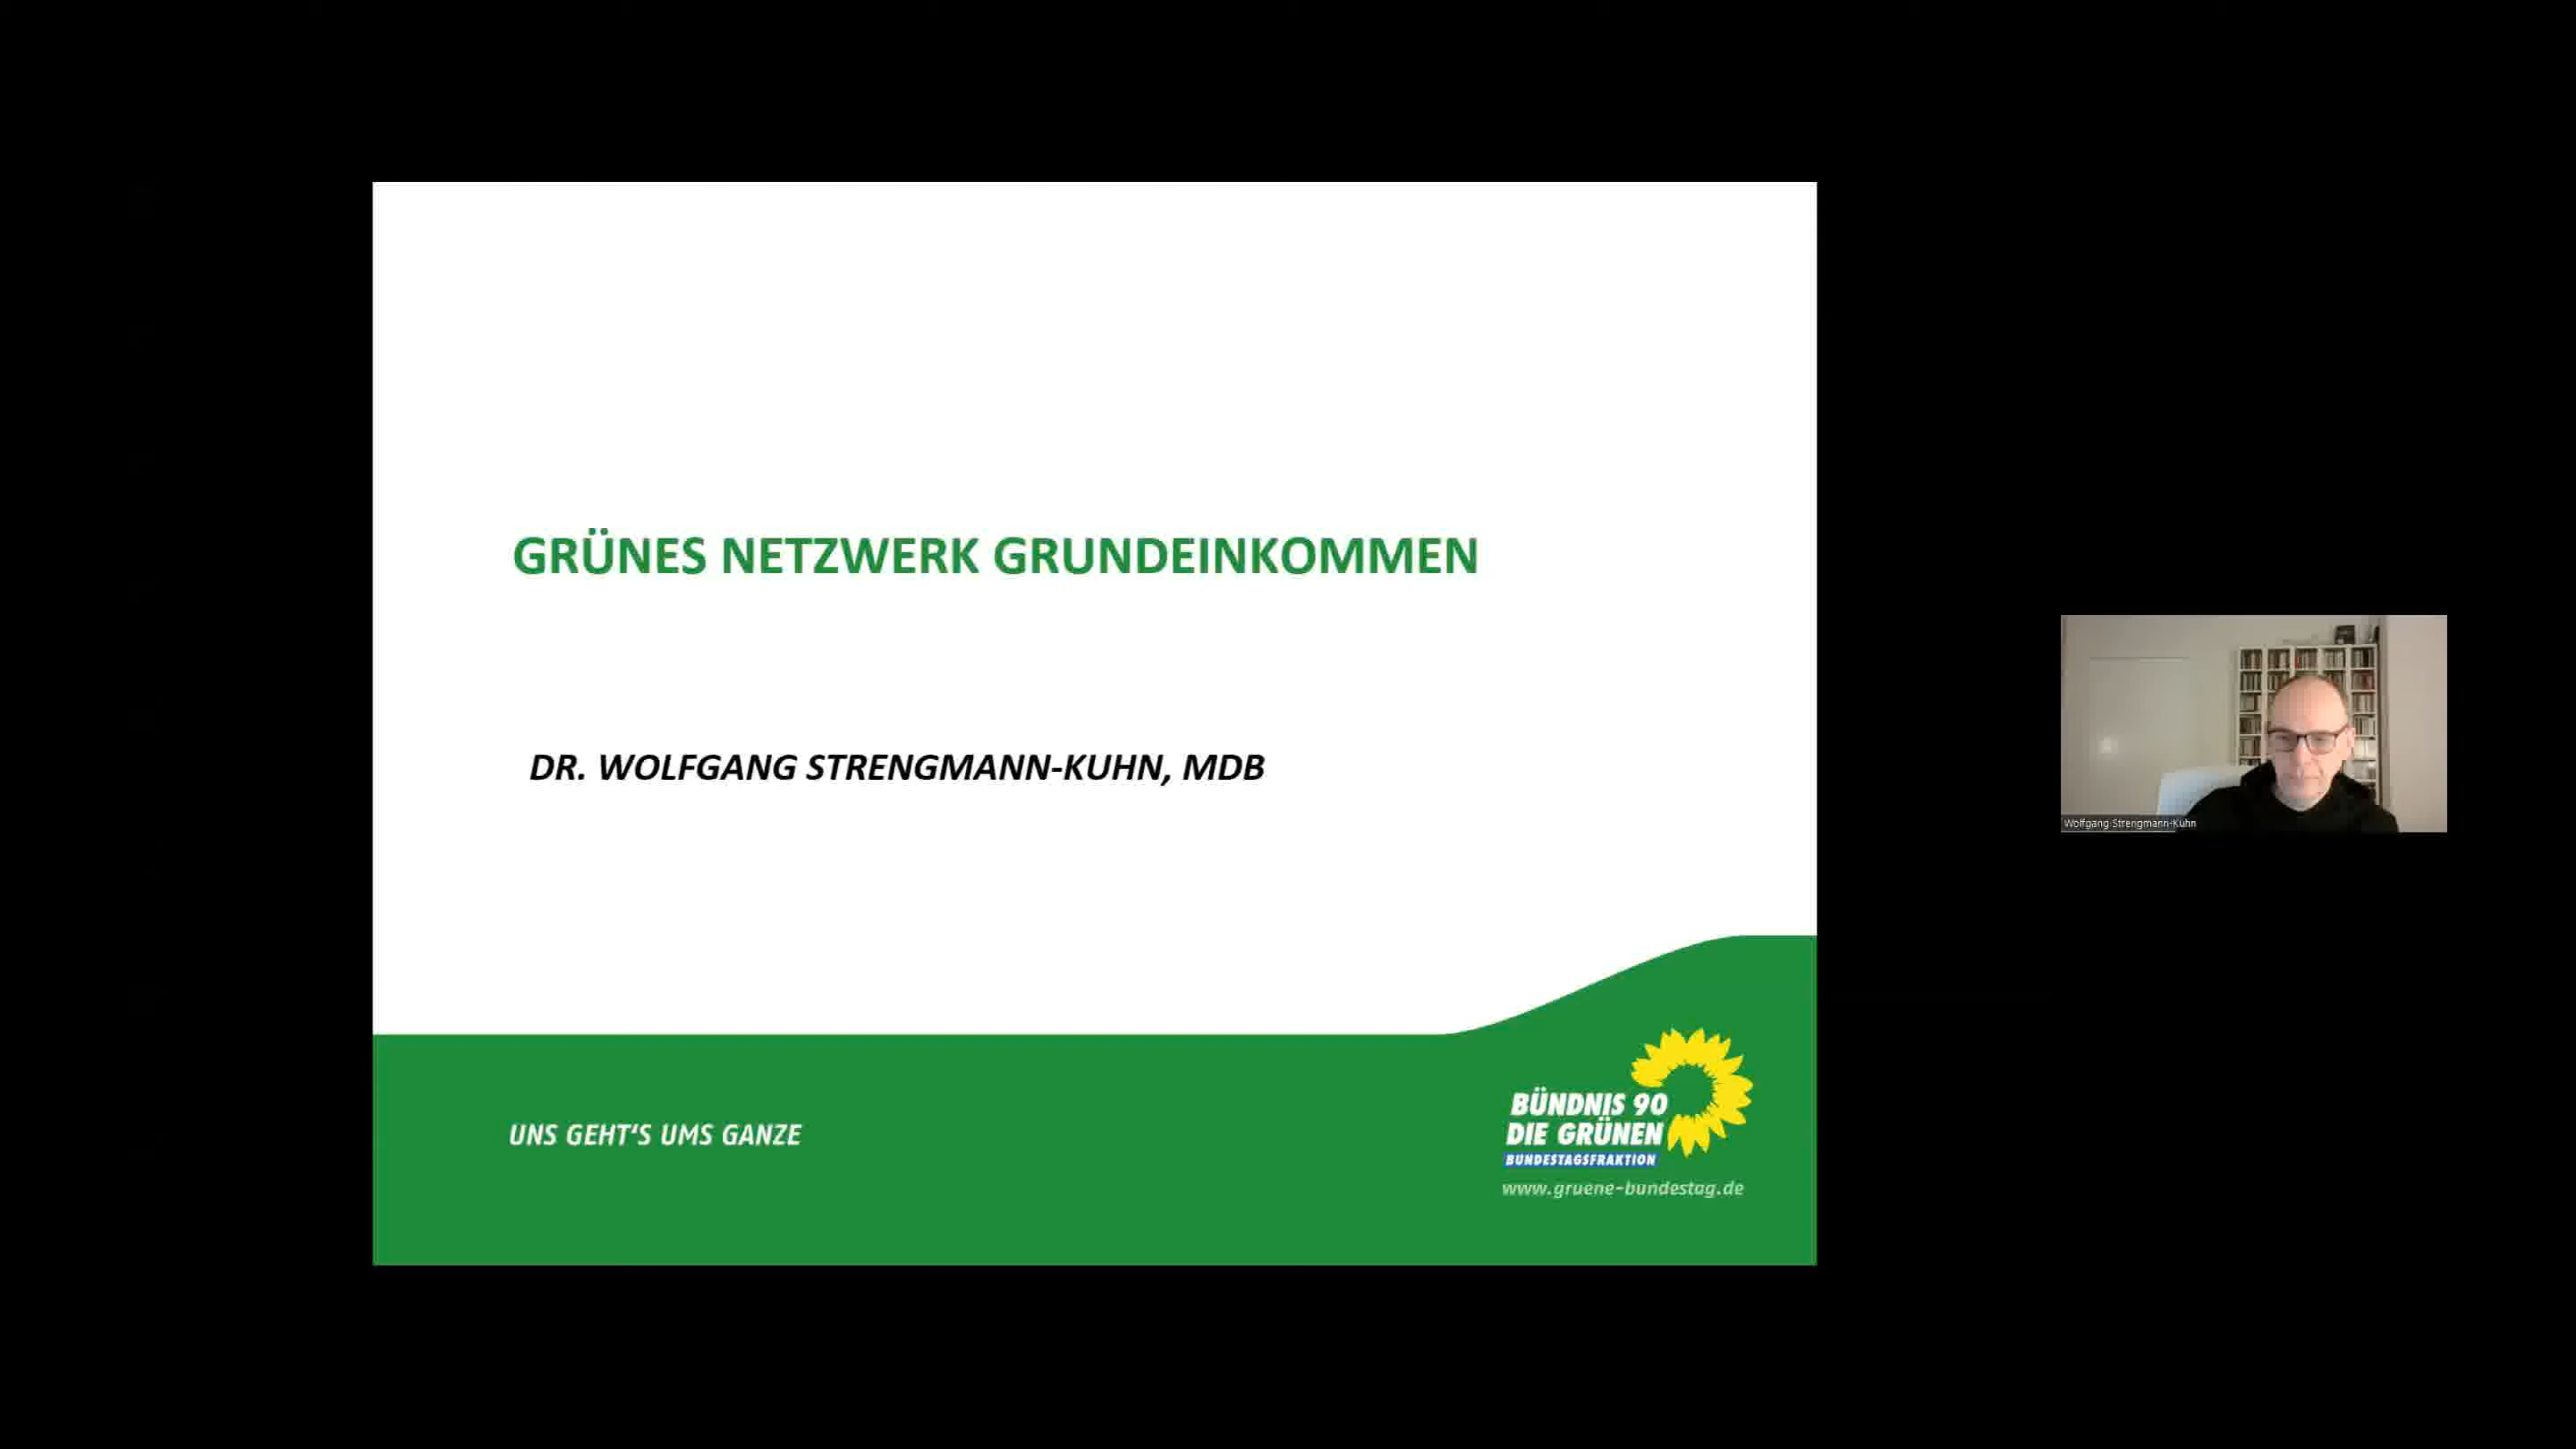 GRÜNES NETZWERK GRUNDEINKOMMEN
DR. WOLFGANG STRENGMANN-KUHN, MDB
UNS GEHT‘S UMS GANZE
BÜNDNIS 90
DIE GRÜNEN
BUNDESTAGSFRAKTION
www.gruene-bundestag.de
Wolfgang Strengmann-Kuhn